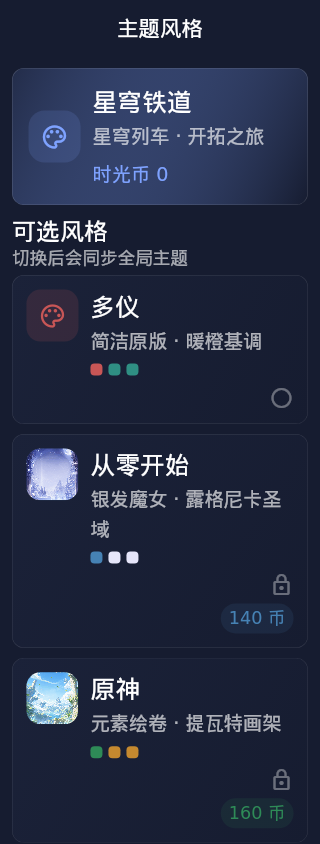 主题风格
星穹铁道
星穹列车 · 开拓之旅
时光币 0
可选风格
切换后会同步全局主题
多仪
简洁原版 · 暖橙基调
从零开始
银发魔女 · 露格尼卡圣
域
140 币
原神
元素绘卷 · 提瓦特画架
160 币